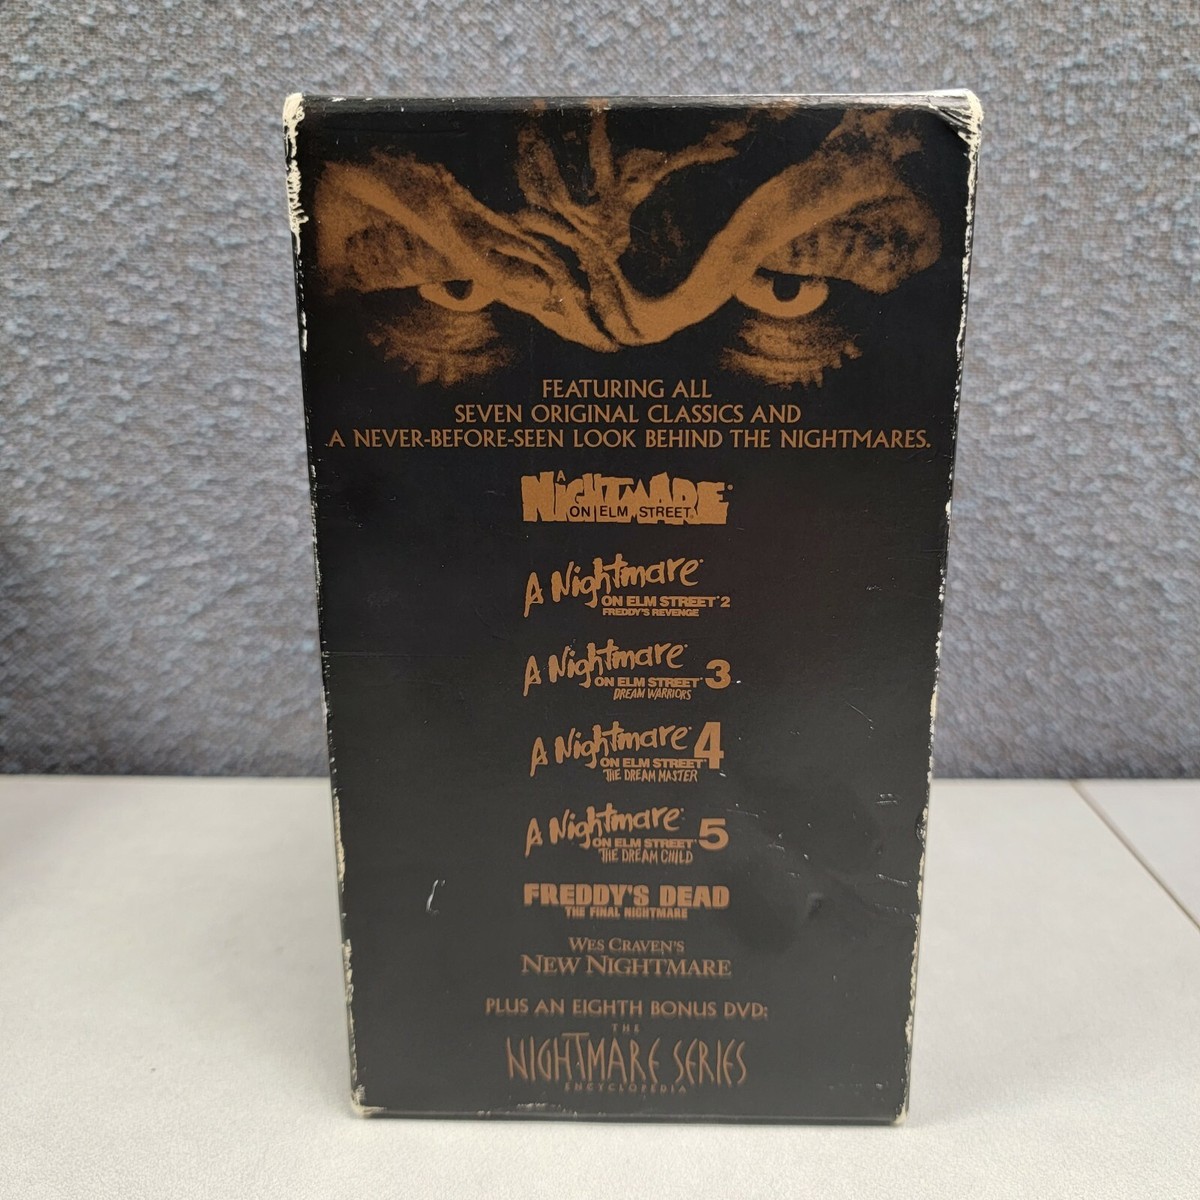 FEATURING ALL
SEVEN ORIGINAL CLASSICS AND
A NEVER-BEFORE-SEEN LOOK BEHIND THE NIGHTMARES.
A
NIGHTMARE
ON ELM STREET
A Nightmare
ON ELM STREET 2
FREDDY'S REVENGE
A Nightmare
ON ELM STREET 3
DREAM WARRIORS
A Nightmare
ON ELM STREET 4
THE DREAM MASTER
A Nightmare
ON ELM STREET 5
THE DREAM CHILD
FREDDY'S DEAD
THE FINAL NIGHTMARE
WES CRAVEN'S
NEW NIGHTMARE
PLUS AN EIGHTH BONUS DVD:
THE
NIGHTMARE SERIES
ENCYCLOPEDIA